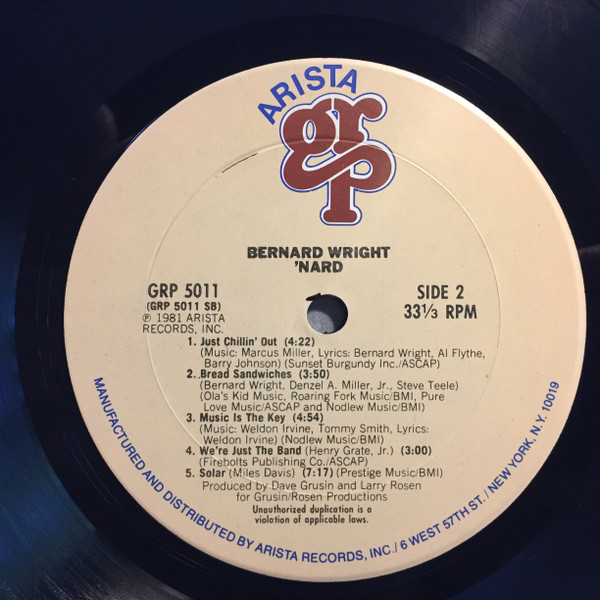 ARISTA
grp
BERNARD WRIGHT
'NARD
GRP 5011
(GRP 5011 SB)
℗ 1981 ARISTA
RECORDS, INC.
SIDE 2
33⅓ RPM
1. Just Chillin' Out (4:22)
(Music: Marcus Miller, Lyrics: Bernard Wright, Al Flythe,
Barry Johnson) (Sunset Burgundy Inc./ASCAP)
2. Bread Sandwiches (3:50)
(Bernard Wright, Denzel A. Miller, Jr., Steve Teele)
(Ola's Kid Music, Roaring Fork Music/BMI, Pure
Love Music/ASCAP and Nodlew Music/BMI)
3. Music Is The Key (4:54)
(Music: Weldon Irvine, Tommy Smith, Lyrics:
Weldon Irvine) (Nodlew Music/BMI)
4. We're Just The Band (Henry Grate, Jr.) (3:00)
(Firebolts Publishing Co./ASCAP)
5. Solar (Miles Davis) (7:17) (Prestige Music/BMI)
Produced by Dave Grusin and Larry Rosen
for Grusin/Rosen Productions
Unauthorized duplication is a
violation of applicable laws.
MANUFACTURED AND DISTRIBUTED BY ARISTA RECORDS, INC./ 6 WEST 57TH ST./ NEW YORK, N.Y. 10019